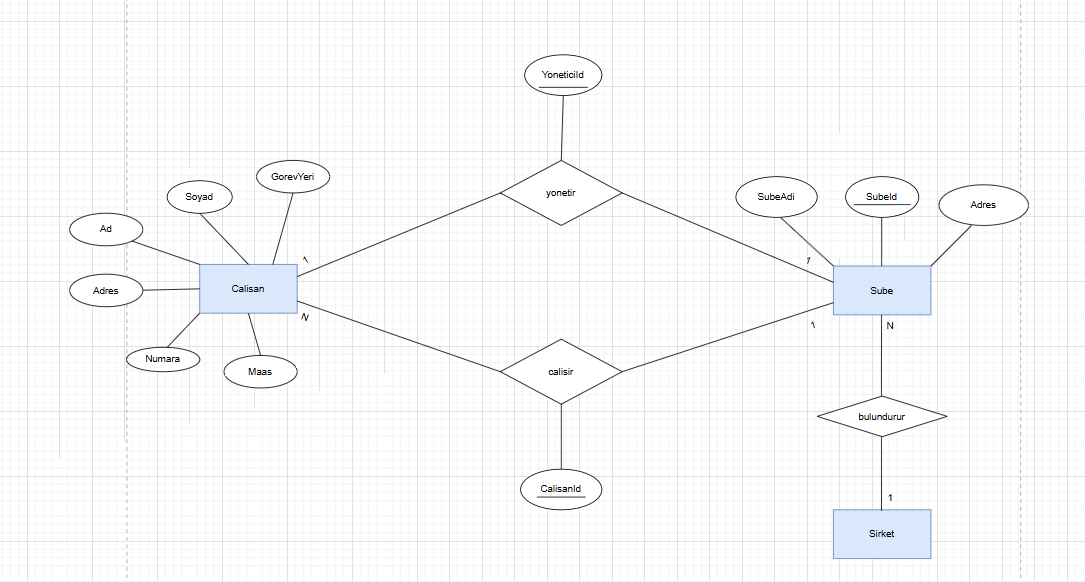 YoneticiId
yonetir
GorevYeri
Soyad
Ad
Adres
Numara
Maas
Calisan
1
N
SubeAdi
SubeId
Adres
1
Sube
1
N
calisir
CalisanId
bulundurur
1
Sirket